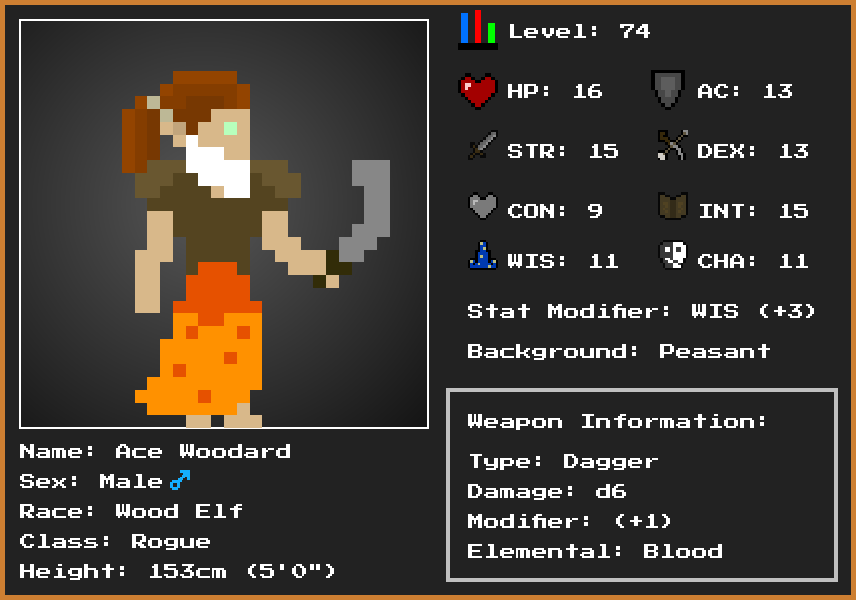 Level: 74
HP: 16 AC: 13
STR: 15 DEX: 13
CON: 9 INT: 15
WIS: 11 CHA: 11
Stat Modifier: WIS (+3)
Background: Peasant
Weapon Information:
Type: Dagger
Damage: d6
Modifier: (+1)
Elemental: Blood
Name: Ace Woodard
Sex: Male ♂
Race: Wood Elf
Class: Rogue
Height: 153cm (5'0")